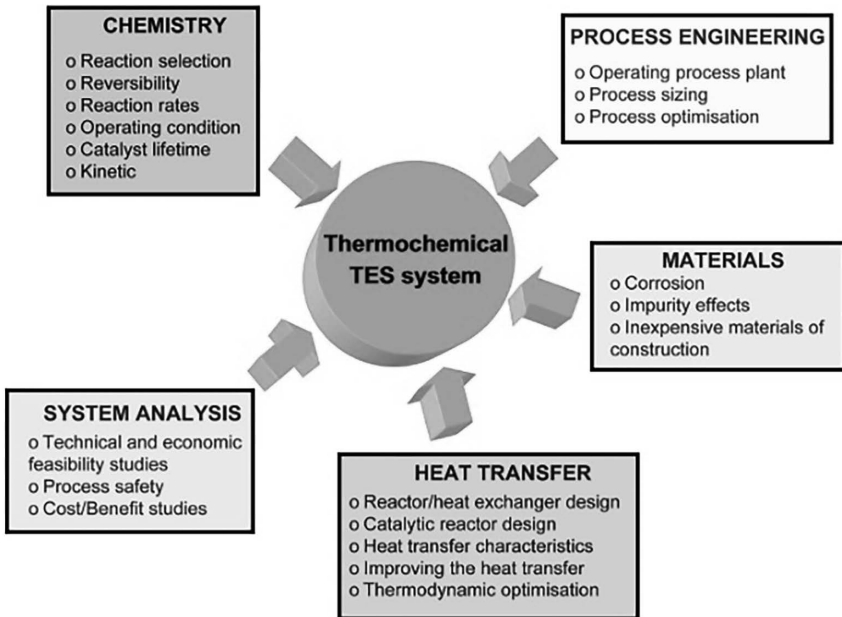 CHEMISTRY
o Reaction selection
o Reversibility
o Reaction rates
o Operating condition
o Catalyst lifetime
o Kinetic
PROCESS ENGINEERING
o Operating process plant
o Process sizing
o Process optimisation
Thermochemical
TES system
MATERIALS
o Corrosion
o Impurity effects
o Inexpensive materials of
construction
SYSTEM ANALYSIS
o Technical and economic
feasibility studies
o Process safety
o Cost/Benefit studies
HEAT TRANSFER
o Reactor/heat exchanger design
o Catalytic reactor design
o Heat transfer characteristics
o Improving the heat transfer
o Thermodynamic optimisation